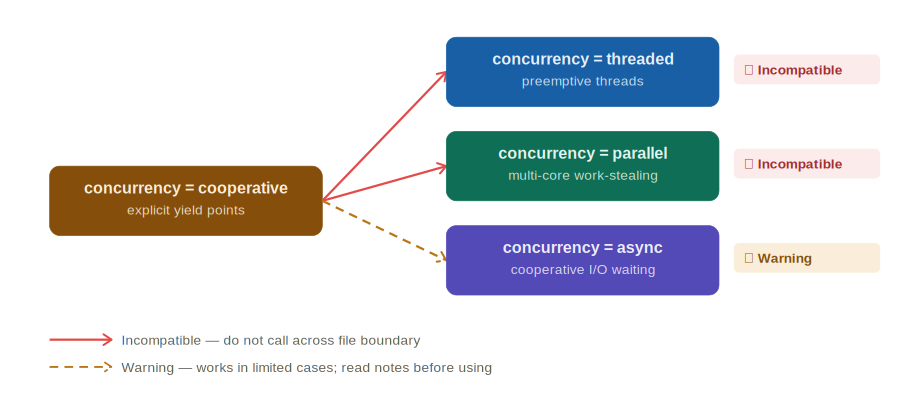 concurrency = threaded
preemptive threads
Incompatible
concurrency = parallel
multi-core work-stealing
Incompatible
concurrency = cooperative
explicit yield points
concurrency = async
cooperative I/O waiting
Warning
Incompatible — do not call across file boundary
Warning — works in limited cases; read notes before using